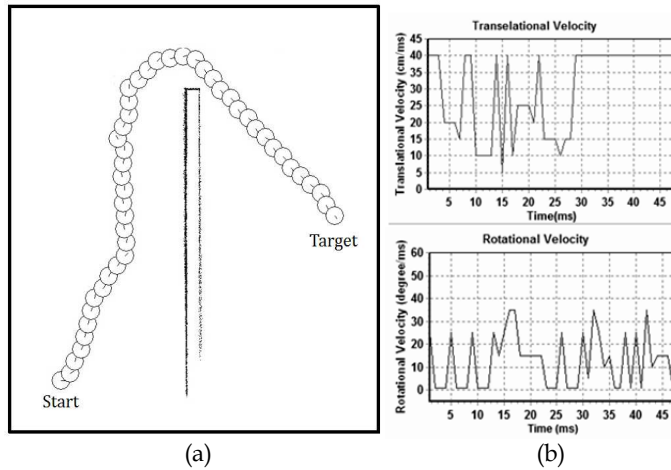 Start
Target
(a)
Transelational Velocity
Translational Velocity (cm/ms)
45
40
35
30
25
20
15
10
5
0
5 10 15 20 25 30 35 40 45
Time(ms)
Rotational Velocity
Rotational Velocity (degree/ms)
60
50
40
30
20
10
0
5 10 15 20 25 30 35 40 45
Time (ms)
(b)